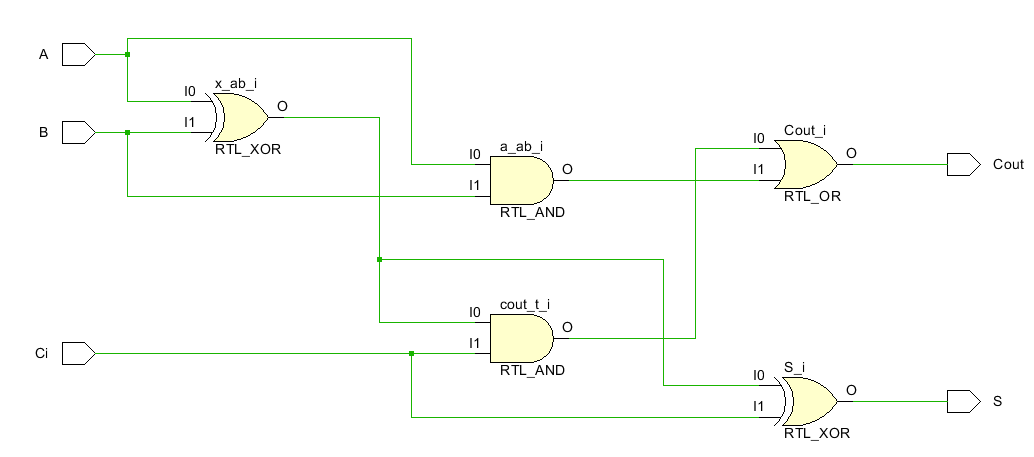 A
x_ab_i
I0
O
I1
B
RTL_XOR
Cout_i
I0
O
a_ab_i
I0
O
I1
Cout
I1
RTL_OR
RTL_AND
cout_t_i
I0
O
I1
Ci
RTL_AND
S_i
I0
O
I1
S
RTL_XOR